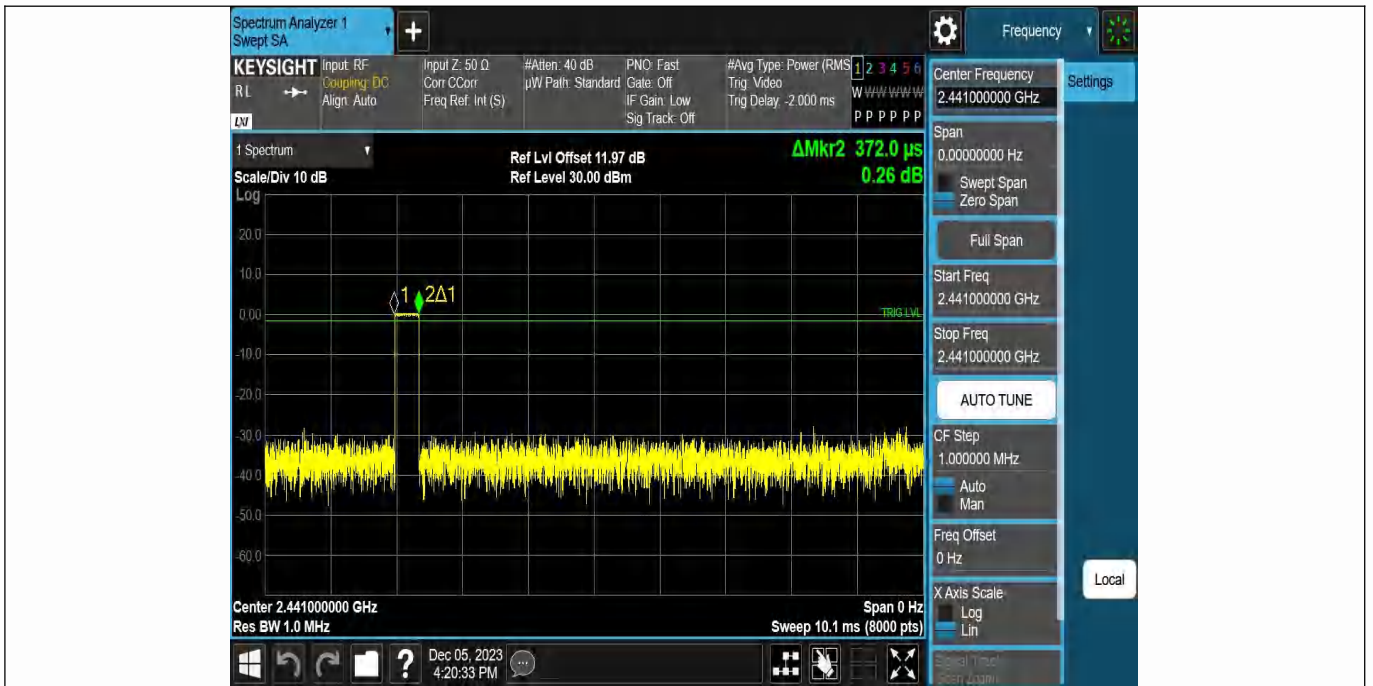 Spectrum Analyzer 1
Swept SA
+
Frequency
KEYSIGHT
R L
LXI
Input: RF
Coupling: DC
Align: Auto
Input Z: 50 Ω
Corr CCorr
Freq Ref: Int (S)
#Atten: 40 dB
µW Path: Standard
PNO: Fast
Gate: Off
IF Gain: Low
Sig Track: Off
#Avg Type: Power (RMS
Trig: Video
Trig Delay: -2.000 ms
1 2 3 4 5 6
W W W W W W
P P P P P P
1 Spectrum
Scale/Div 10 dB
Log
Ref Lvl Offset 11.97 dB
Ref Level 30.00 dBm
ΔMkr2 372.0 µs
0.26 dB
20.0
10.0
0.00
-10.0
-20.0
-30.0
-40.0
-50.0
-60.0
1
2Δ1
TRIG LVL
Center 2.441000000 GHz
Res BW 1.0 MHz
Span 0 Hz
Sweep 10.1 ms (8000 pts)
Center Frequency
2.441000000 GHz
Settings
Span
0.00000000 Hz
Swept Span
Zero Span
Full Span
Start Freq
2.441000000 GHz
Stop Freq
2.441000000 GHz
AUTO TUNE
CF Step
1.000000 MHz
Auto
Man
Freq Offset
0 Hz
X Axis Scale
Log
Lin
Signal Track
(Span Zoom)
Local
?
Dec 05, 2023
4:20:33 PM